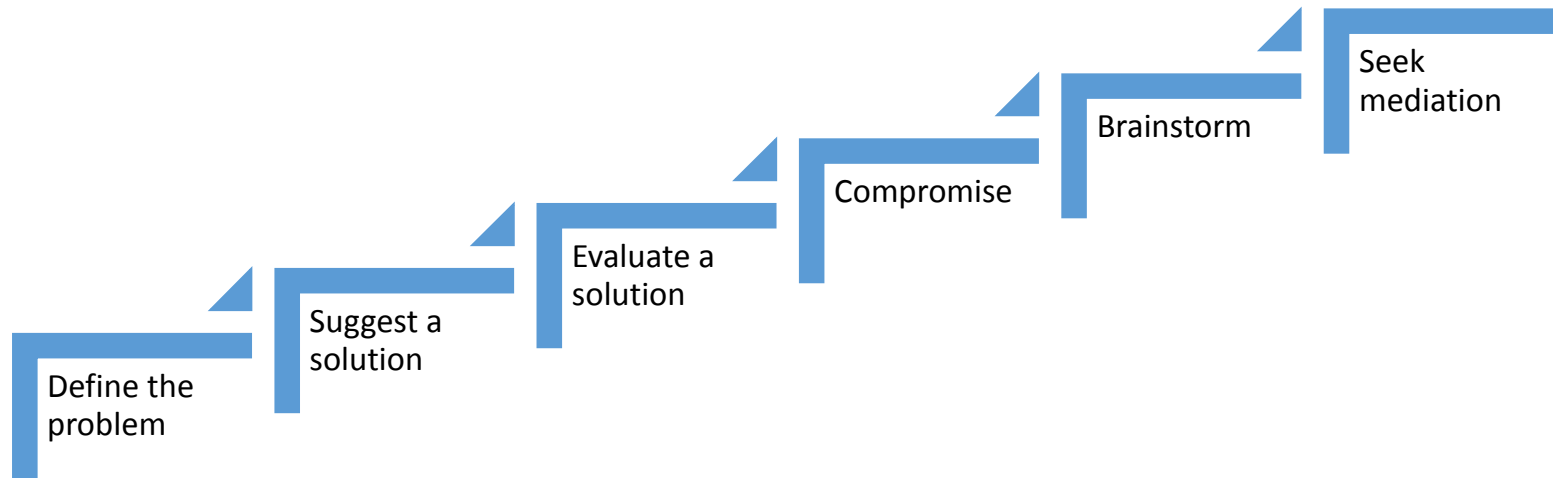 Define the
problem
Suggest a
solution
Evaluate a
solution
Compromise
Brainstorm
Seek
mediation